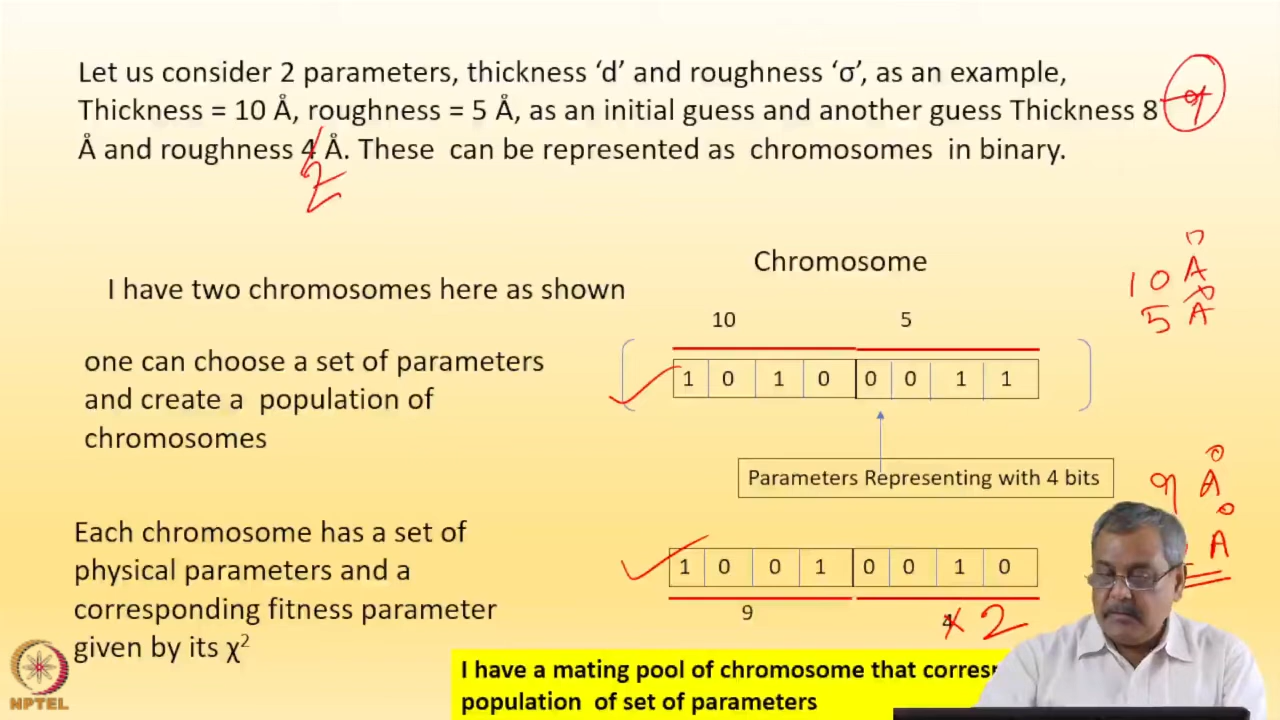 Let us consider 2 parameters, thickness ‘d’ and roughness ‘σ’, as an example,
Thickness = 10 Å, roughness = 5 Å, as an initial guess and another guess Thickness 8 9
Å and roughness 4 Å. These can be represented as chromosomes in binary.
2
Chromosome
I have two chromosomes here as shown
10 Å
5 Å
10 5
one can choose a set of parameters
and create a population of
chromosomes
1 0 1 0 0 0 1 1
Parameters Representing with 4 bits
9 Å
Å
Each chromosome has a set of
physical parameters and a
corresponding fitness parameter
given by its χ²
1 0 0 1 0 0 1 0
9 4 2
I have a mating pool of chromosome that
population of set of parameters
NPTEL